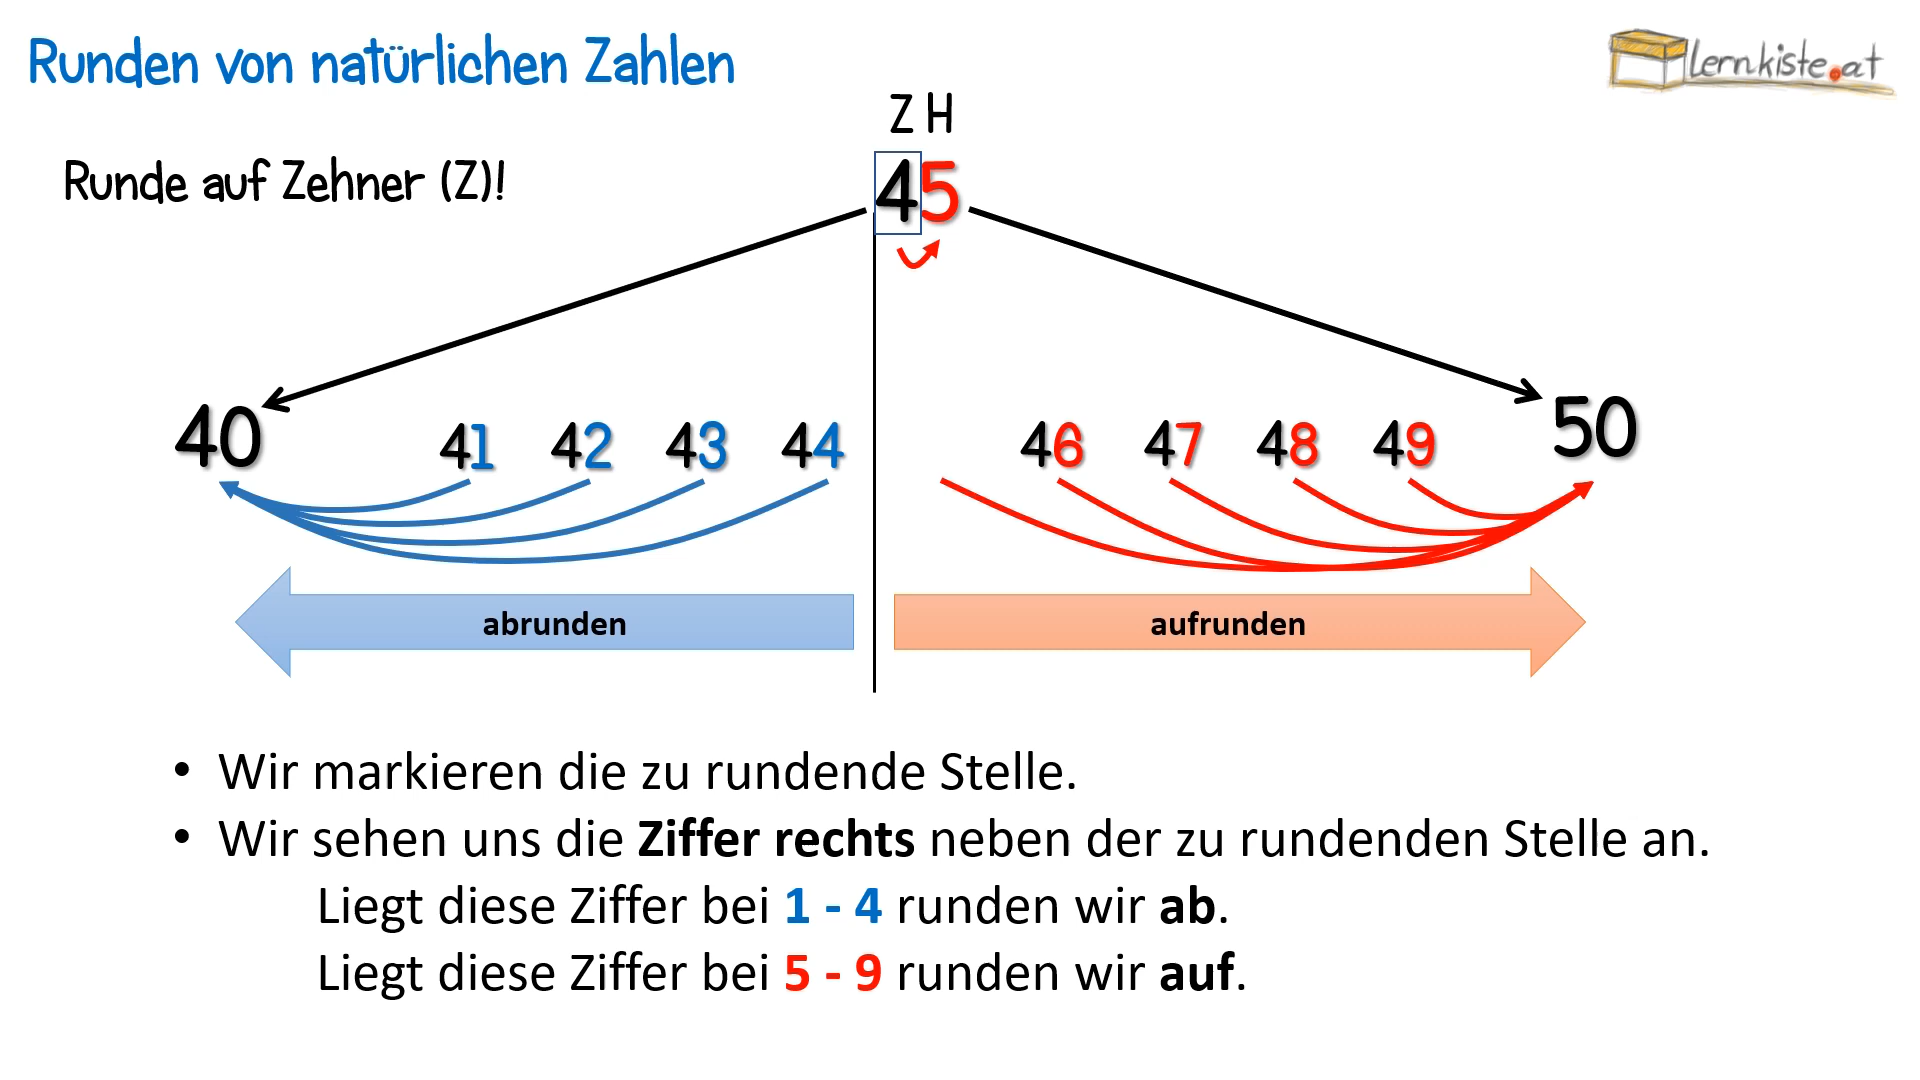 Runden von natürlichen Zahlen
lernkiste.at
Z H
Runde auf Zehner (Z)!
45
40 41 42 43 44 46 47 48 49 50
abrunden aufrunden
• Wir markieren die zu rundende Stelle.
• Wir sehen uns die Ziffer rechts neben der zu rundenden Stelle an.
Liegt diese Ziffer bei 1 - 4 runden wir ab.
Liegt diese Ziffer bei 5 - 9 runden wir auf.